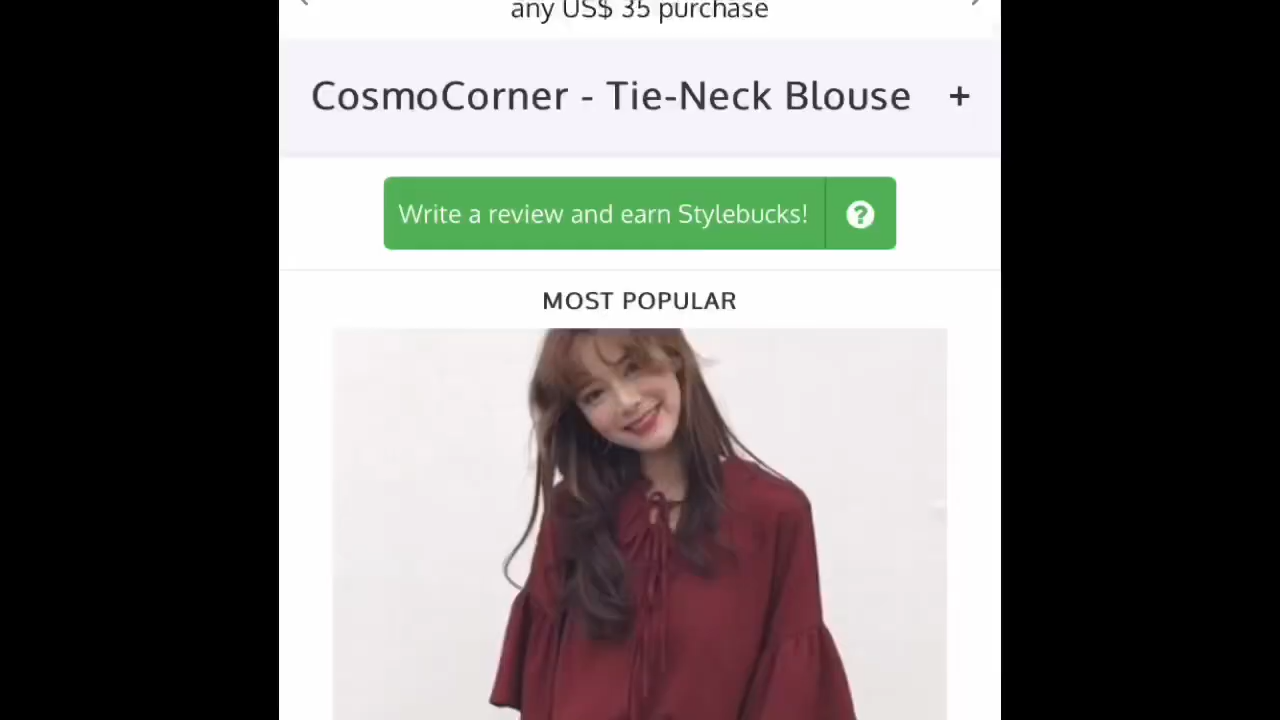 any US$ 35 purchase
CosmoCorner - Tie-Neck Blouse +
Write a review and earn Stylebucks! ?
MOST POPULAR